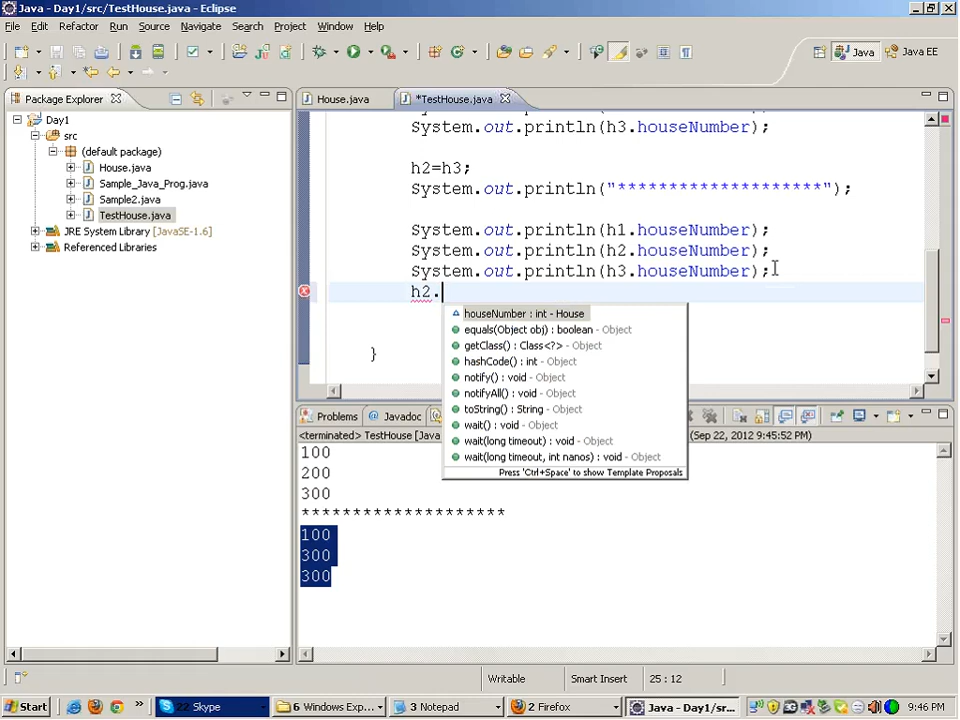 Java - Day1/src/TestHouse.java - Eclipse
File Edit Refactor Run Source Navigate Search Project Window Help
Java Java EE
Package Explorer
House.java *TestHouse.java
Day1
src
(default package)
House.java
Sample_Java_Prog.java
Sample2.java
TestHouse.java
JRE System Library [JavaSE-1.6]
Referenced Libraries
System.out.println(h3.houseNumber);
h2=h3;
System.out.println("********************");
System.out.println(h1.houseNumber);
System.out.println(h2.houseNumber);
System.out.println(h3.houseNumber);
h2.
houseNumber : int - House
equals(Object obj) : boolean - Object
getClass() : Class<?> - Object
hashCode() : int - Object
notify() : void - Object
notifyAll() : void - Object
toString() : String - Object
wait() : void - Object
wait(long timeout) : void - Object
wait(long timeout, int nanos) : void - Object
Press 'Ctrl+Space' to show Template Proposals
}
Problems Javadoc
<terminated> TestHouse [Java Sep 22, 2012 9:45:52 PM)
100
200
300
********************
100
300
300
Writable Smart Insert 25 : 12
Start 22 Skype 6 Windows Exp... 3 Notepad 2 Firefox Java - Day1/sr... 9:46 PM